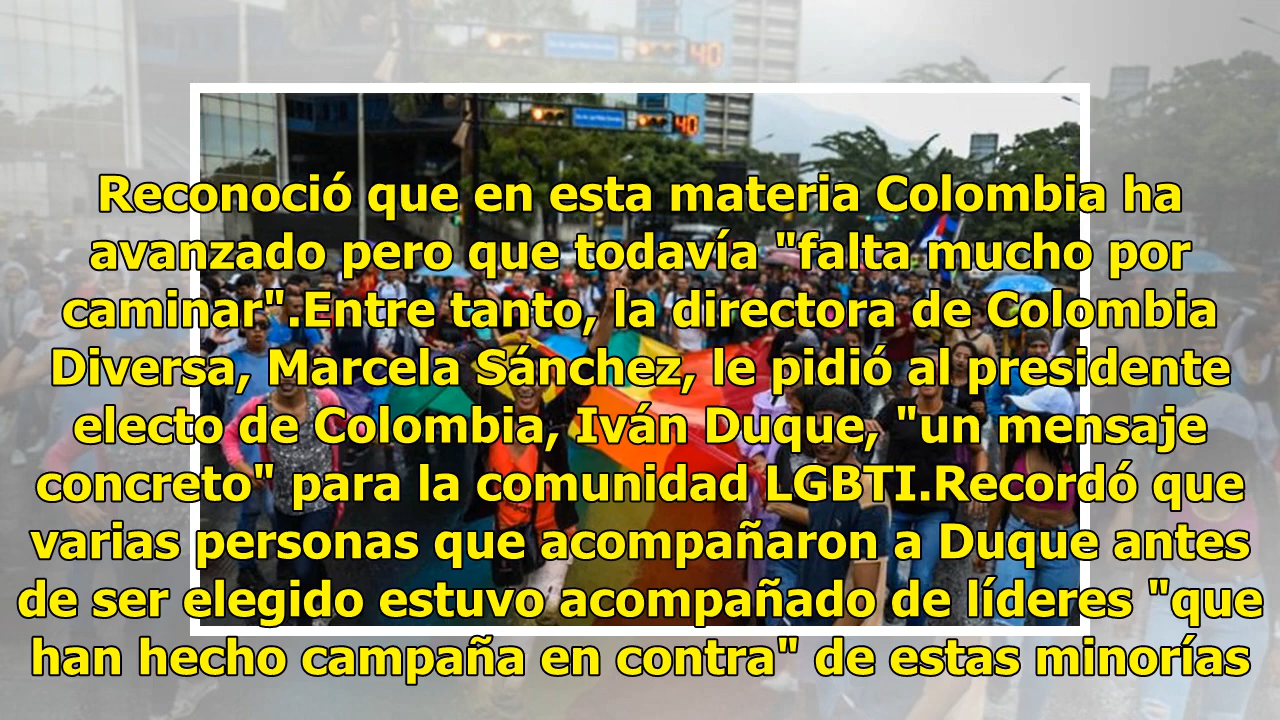 40
40
Reconoció que en esta materia Colombia ha
avanzado pero que todavía "falta mucho por
caminar".Entre tanto, la directora de Colombia
Diversa, Marcela Sánchez, le pidió al presidente
electo de Colombia, Iván Duque, "un mensaje
concreto" para la comunidad LGBTI.Recordó que
varias personas que acompañaron a Duque antes
de ser elegido estuvo acompañado de líderes "que
han hecho campaña en contra" de estas minorías